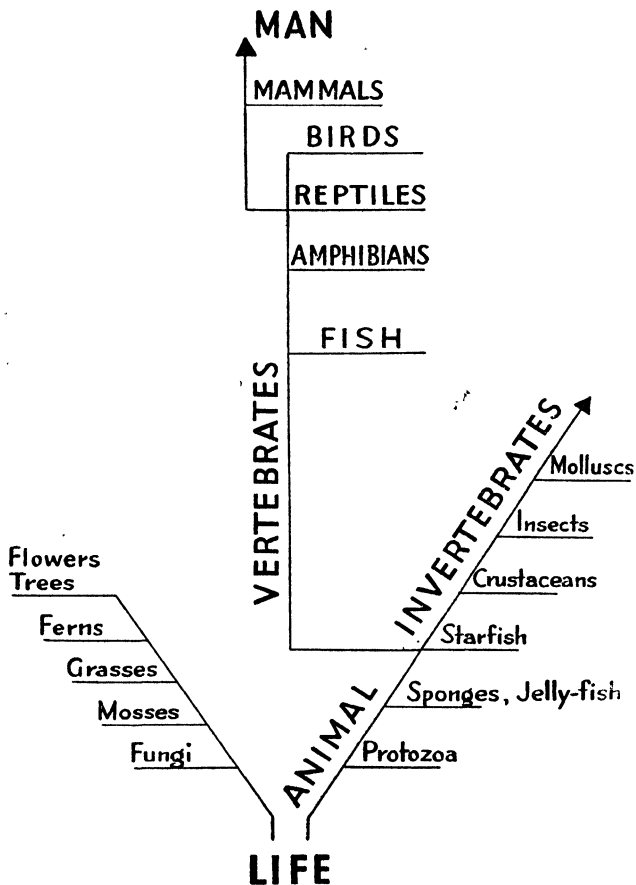 MAN
MAMMALS
BIRDS
REPTILES
AMPHIBIANS
FISH
VERTEBRATES
INVERTEBRATES
Molluscs
Insects
Crustaceans
Starfish
ANIMAL
Sponges, Jelly-fish
Protozoa
Flowers
Trees
Ferns
Grasses
Mosses
Fungi
LIFE